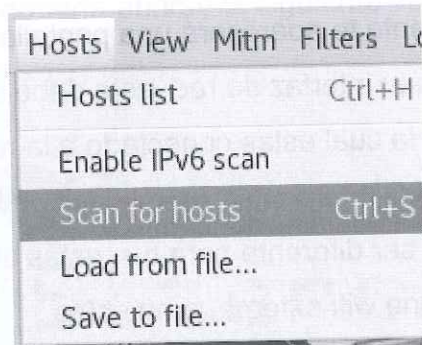 Hosts View Mitm Filters
Hosts list Ctrl+H
Enable IPv6 scan
Scan for hosts Ctrl+S
Load from file...
Save to file...